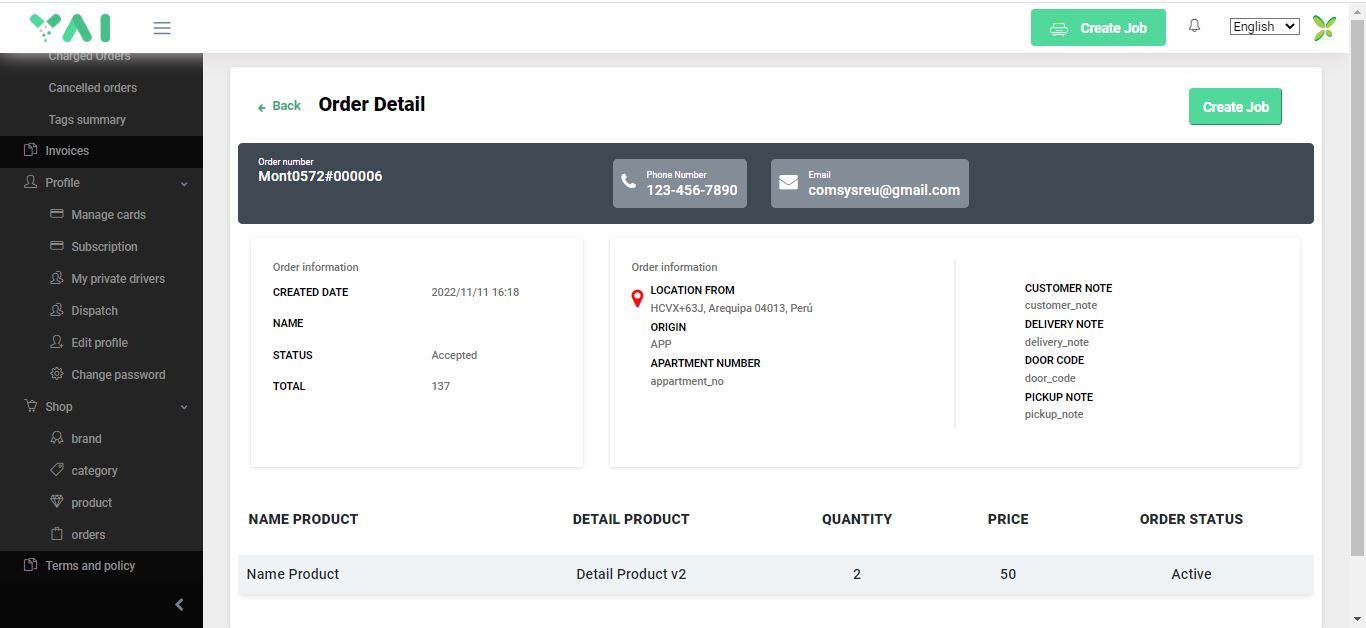 YAI
Create Job
English
Charged Orders
Cancelled orders
Tags summary
Invoices
Profile
Manage cards
Subscription
My private drivers
Dispatch
Edit profile
Change password
Shop
brand
category
product
orders
Terms and policy
Back
Order Detail
Create Job
Order number
Mont0572#000006
Phone Number
123-456-7890
Email
comsysreu@gmail.com
Order information
CREATED DATE 2022/11/11 16:18
NAME
STATUS Accepted
TOTAL 137
Order information
LOCATION FROM
HCVX+63J, Arequipa 04013, Perú
ORIGIN
APP
APARTMENT NUMBER
appartment_no
CUSTOMER NOTE
customer_note
DELIVERY NOTE
delivery_note
DOOR CODE
door_code
PICKUP NOTE
pickup_note
NAME PRODUCT DETAIL PRODUCT QUANTITY PRICE ORDER STATUS
Name Product Detail Product v2 2 50 Active